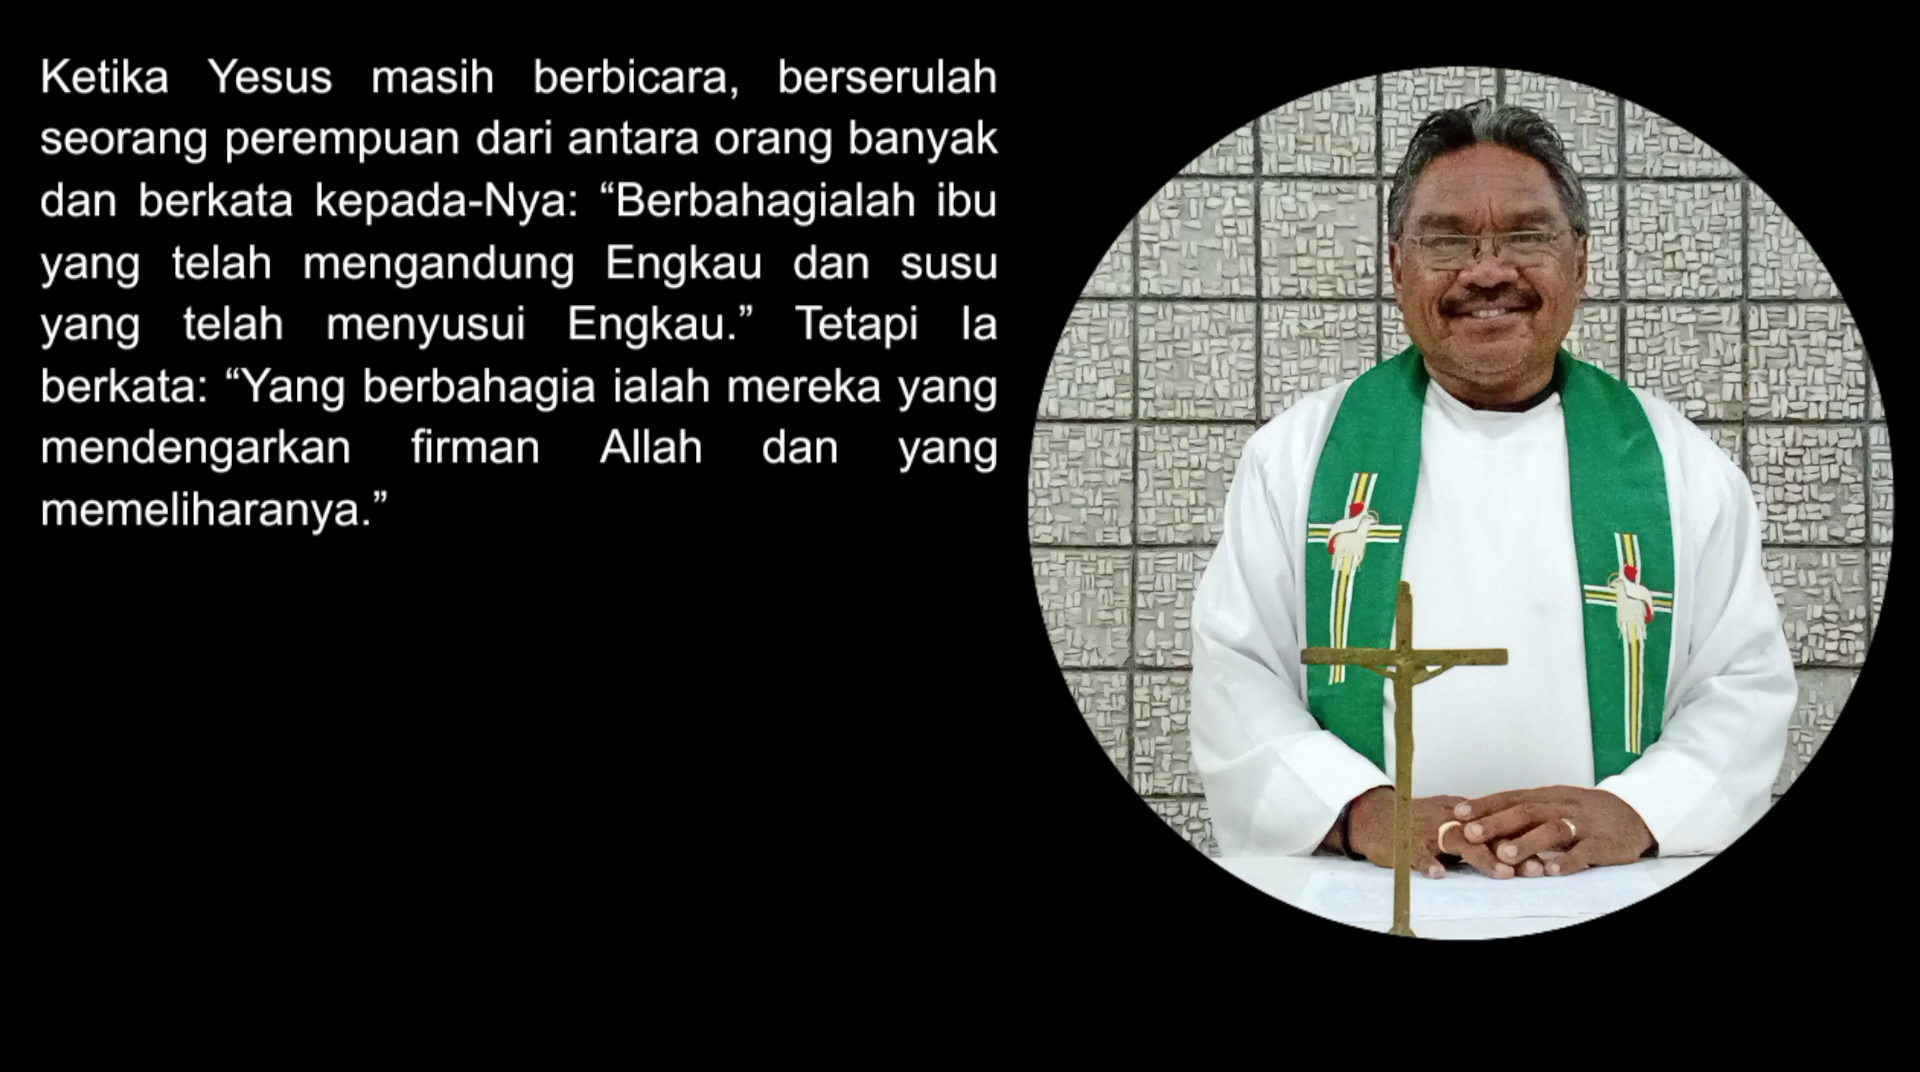 Ketika Yesus masih berbicara, berserulah
seorang perempuan dari antara orang banyak
dan berkata kepada-Nya: “Berbahagialah ibu
yang telah mengandung Engkau dan susu
yang telah menyusui Engkau.” Tetapi Ia
berkata: “Yang berbahagia ialah mereka yang
mendengarkan firman Allah dan yang
memeliharanya.”